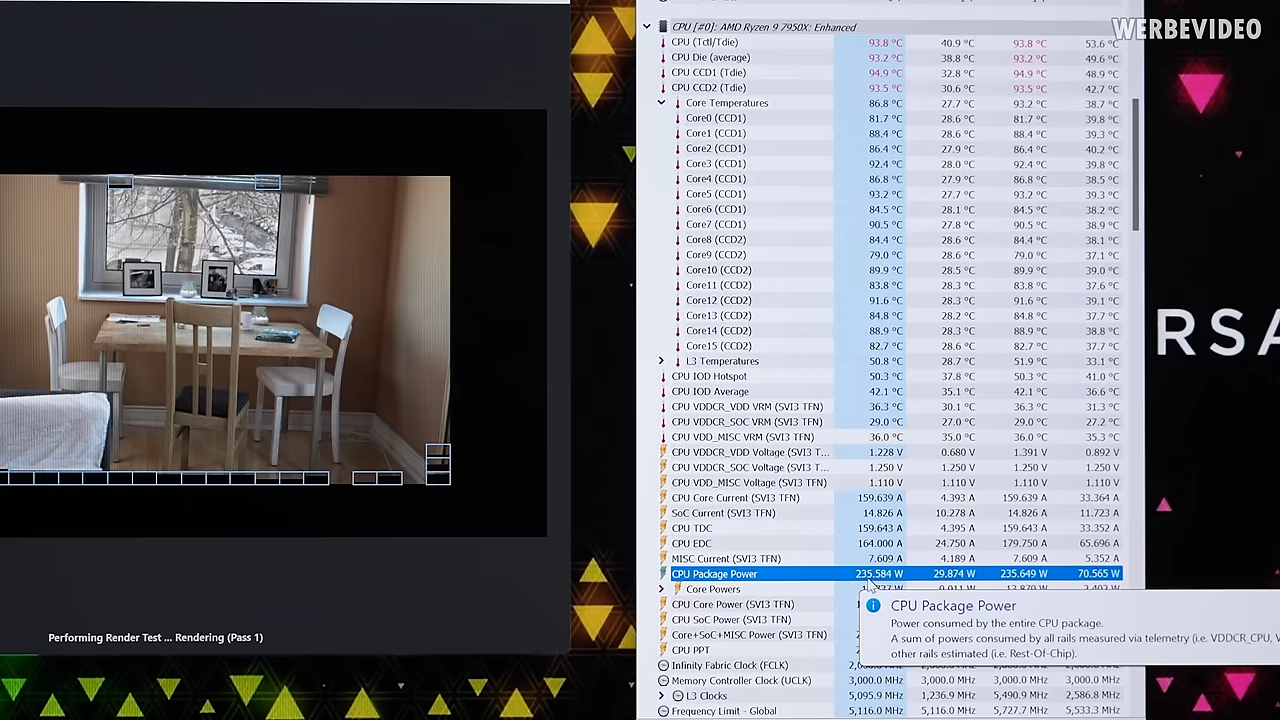 WERBEVIDEO
CPU [#0]: AMD Ryzen 9 7950X: Enhanced
CPU (Tctl/Tdie) 93.8 °C 40.9 °C 93.8 °C 53.6 °C
CPU Die (average) 93.2 °C 38.8 °C 93.2 °C 49.6 °C
CPU CCD1 (Tdie) 94.9 °C 32.8 °C 94.9 °C 48.9 °C
CPU CCD2 (Tdie) 93.5 °C 30.6 °C 93.5 °C 42.7 °C
Core Temperatures 86.8 °C 27.7 °C 93.2 °C 38.7 °C
Core0 (CCD1) 81.7 °C 28.6 °C 81.7 °C 39.8 °C
Core1 (CCD1) 88.4 °C 28.6 °C 88.4 °C 39.3 °C
Core2 (CCD1) 86.4 °C 27.9 °C 86.4 °C 40.2 °C
Core3 (CCD1) 92.4 °C 28.0 °C 92.4 °C 39.8 °C
Core4 (CCD1) 86.8 °C 27.9 °C 86.8 °C 38.5 °C
Core5 (CCD1) 93.2 °C 27.7 °C 93.2 °C 39.3 °C
Core6 (CCD1) 84.5 °C 28.1 °C 84.5 °C 38.2 °C
Core7 (CCD1) 90.5 °C 27.8 °C 90.5 °C 38.9 °C
Core8 (CCD2) 84.4 °C 28.6 °C 84.4 °C 38.1 °C
Core9 (CCD2) 79.0 °C 28.6 °C 79.0 °C 37.1 °C
Core10 (CCD2) 89.9 °C 28.5 °C 89.9 °C 39.0 °C
Core11 (CCD2) 83.8 °C 28.3 °C 83.8 °C 37.6 °C
Core12 (CCD2) 91.6 °C 28.3 °C 91.6 °C 39.1 °C
Core13 (CCD2) 84.8 °C 28.2 °C 84.8 °C 37.7 °C
Core14 (CCD2) 88.9 °C 28.3 °C 88.9 °C 38.8 °C
Core15 (CCD2) 82.7 °C 28.6 °C 82.7 °C 37.7 °C
L3 Temperatures 50.8 °C 28.7 °C 51.9 °C 33.1 °C
CPU IOD Hotspot 50.3 °C 37.8 °C 50.3 °C 41.0 °C
CPU IOD Average 42.1 °C 35.1 °C 42.1 °C 36.6 °C
CPU VDDCR_VDD VRM (SVI3 TFN) 36.3 °C 30.1 °C 36.3 °C 31.3 °C
CPU VDDCR_SOC VRM (SVI3 TFN) 29.0 °C 27.0 °C 29.0 °C 27.2 °C
CPU VDD_MISC VRM (SVI3 TFN) 36.0 °C 35.0 °C 36.0 °C 35.3 °C
CPU VDDCR_VDD Voltage (SVI3 T... 1.228 V 0.680 V 1.391 V 0.892 V
CPU VDDCR_SOC Voltage (SVI3 T... 1.250 V 1.250 V 1.250 V 1.250 V
CPU VDD_MISC Voltage (SVI3 TFN) 1.110 V 1.110 V 1.110 V 1.110 V
CPU Core Current (SVI3 TFN) 159.639 A 4.393 A 159.639 A 33.364 A
SoC Current (SVI3 TFN) 14.826 A 10.278 A 14.826 A 11.723 A
CPU TDC 159.643 A 4.395 A 159.643 A 33.352 A
CPU EDC 164.000 A 24.750 A 179.750 A 65.696 A
MISC Current (SVI3 TFN) 7.609 A 4.189 A 7.609 A 5.352 A
CPU Package Power 235.584 W 29.874 W 235.649 W 70.565 W
Core Powers
CPU Core Power (SVI3 TFN)
CPU SoC Power (SVI3 TFN)
Core+SoC+MISC Power (SVI3 TFN)
CPU PPT
Infinity Fabric Clock (FCLK)
Memory Controller Clock (UCLK) 3,000.0 MHz 3,000.0 MHz 3,000.0 MHz 3,000.0 MHz
L3 Clocks 5,095.9 MHz 1,236.9 MHz 5,490.9 MHz 2,586.8 MHz
Frequency Limit - Global 5,116.0 MHz 5,116.0 MHz 5,727.7 MHz 5,533.3 MHz
CPU Package Power
Power consumed by the entire CPU package.
A sum of powers consumed by all rails measured via telemetry (i.e. VDDCR_CPU,
other rails estimated (i.e. Rest-Of-Chip).
Performing Render Test ... Rendering (Pass 1)
RSA